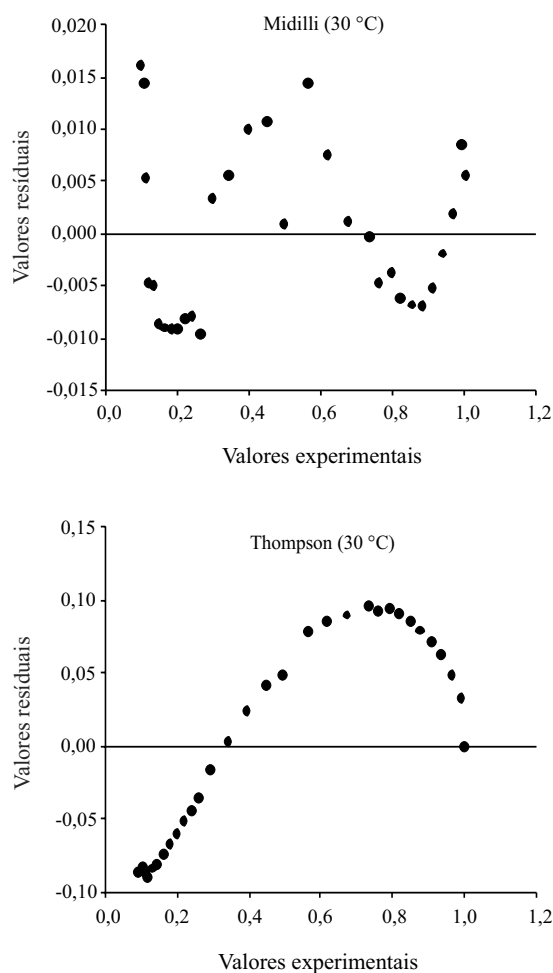 Midilli (30 °C)
0,020
0,015
0,010
0,005
0,000
-0,005
-0,010
-0,015
Valores resíduais
0,0 0,2 0,4 0,6 0,8 1,0 1,2
Valores experimentais
Thompson (30 °C)
0,15
0,10
0,05
0,00
-0,05
-0,10
Valores resíduais
0,0 0,2 0,4 0,6 0,8 1,0 1,2
Valores experimentais